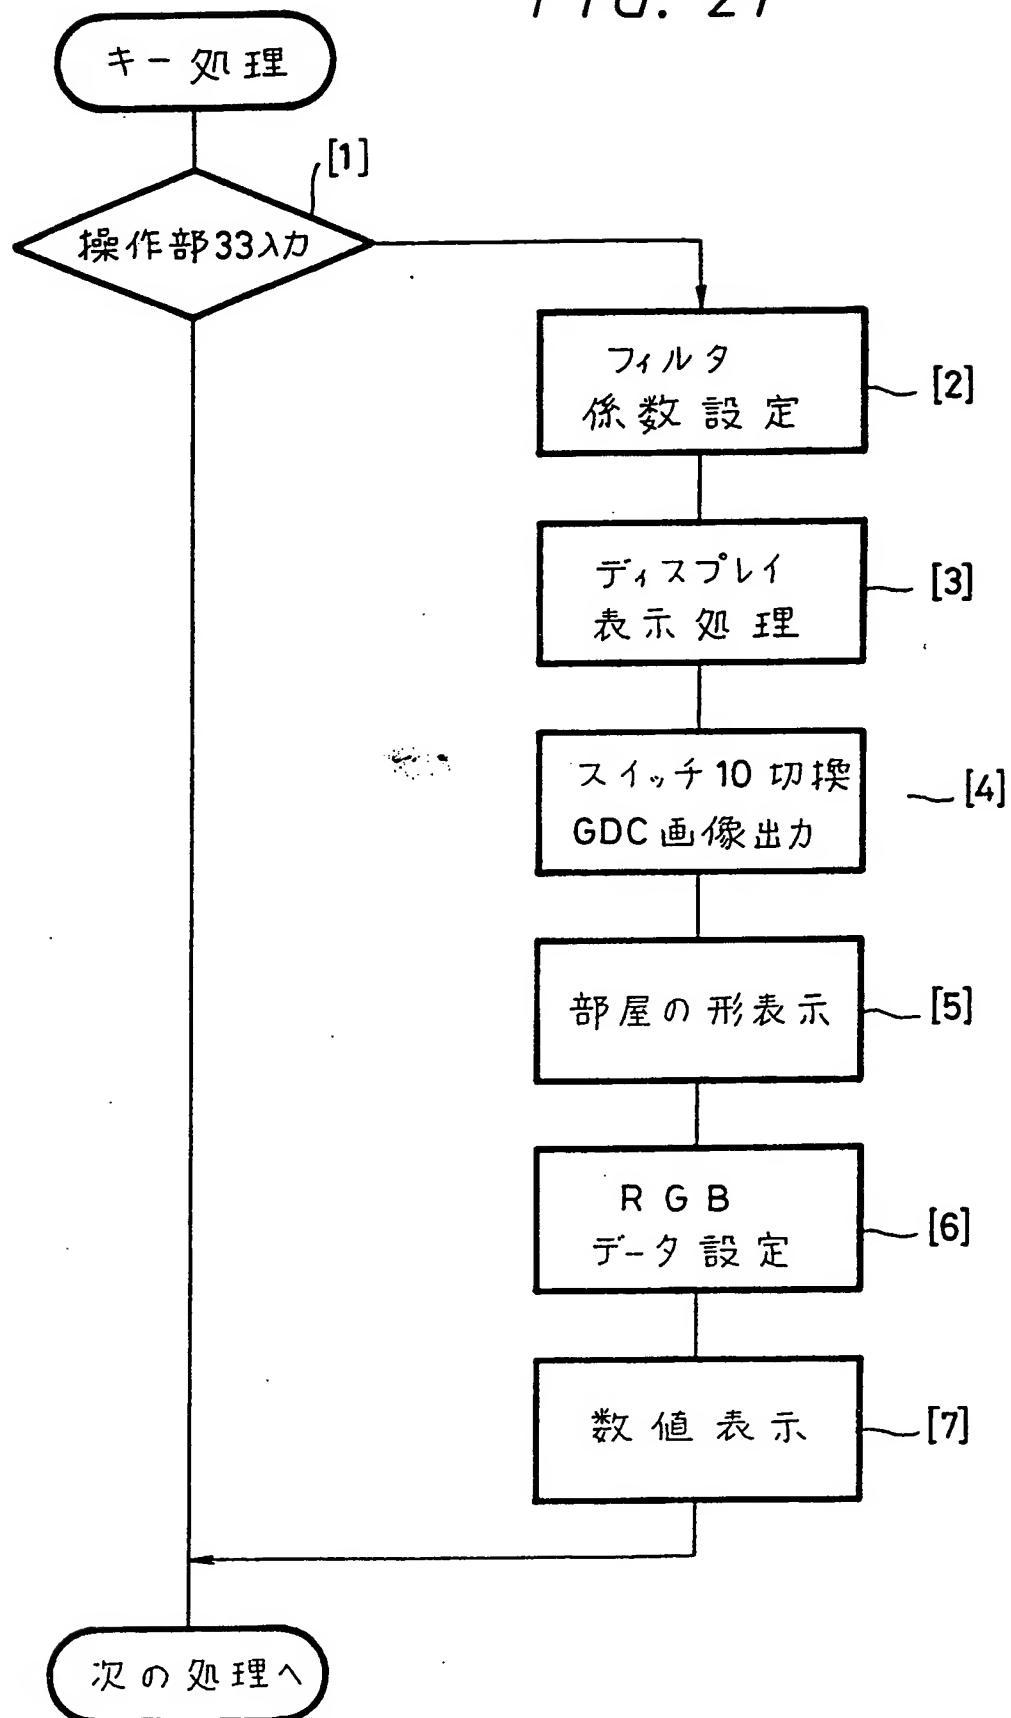 FIG. 21
キー処理
[1]
操作部33入力
フィルタ
係数設定
[2]
ディスプレイ
表示処理
[3]
スイッチ10切換
GDC画像出力
[4]
部屋の形表示
[5]
RGB
データ設定
[6]
数値表示
[7]
次の処理へ